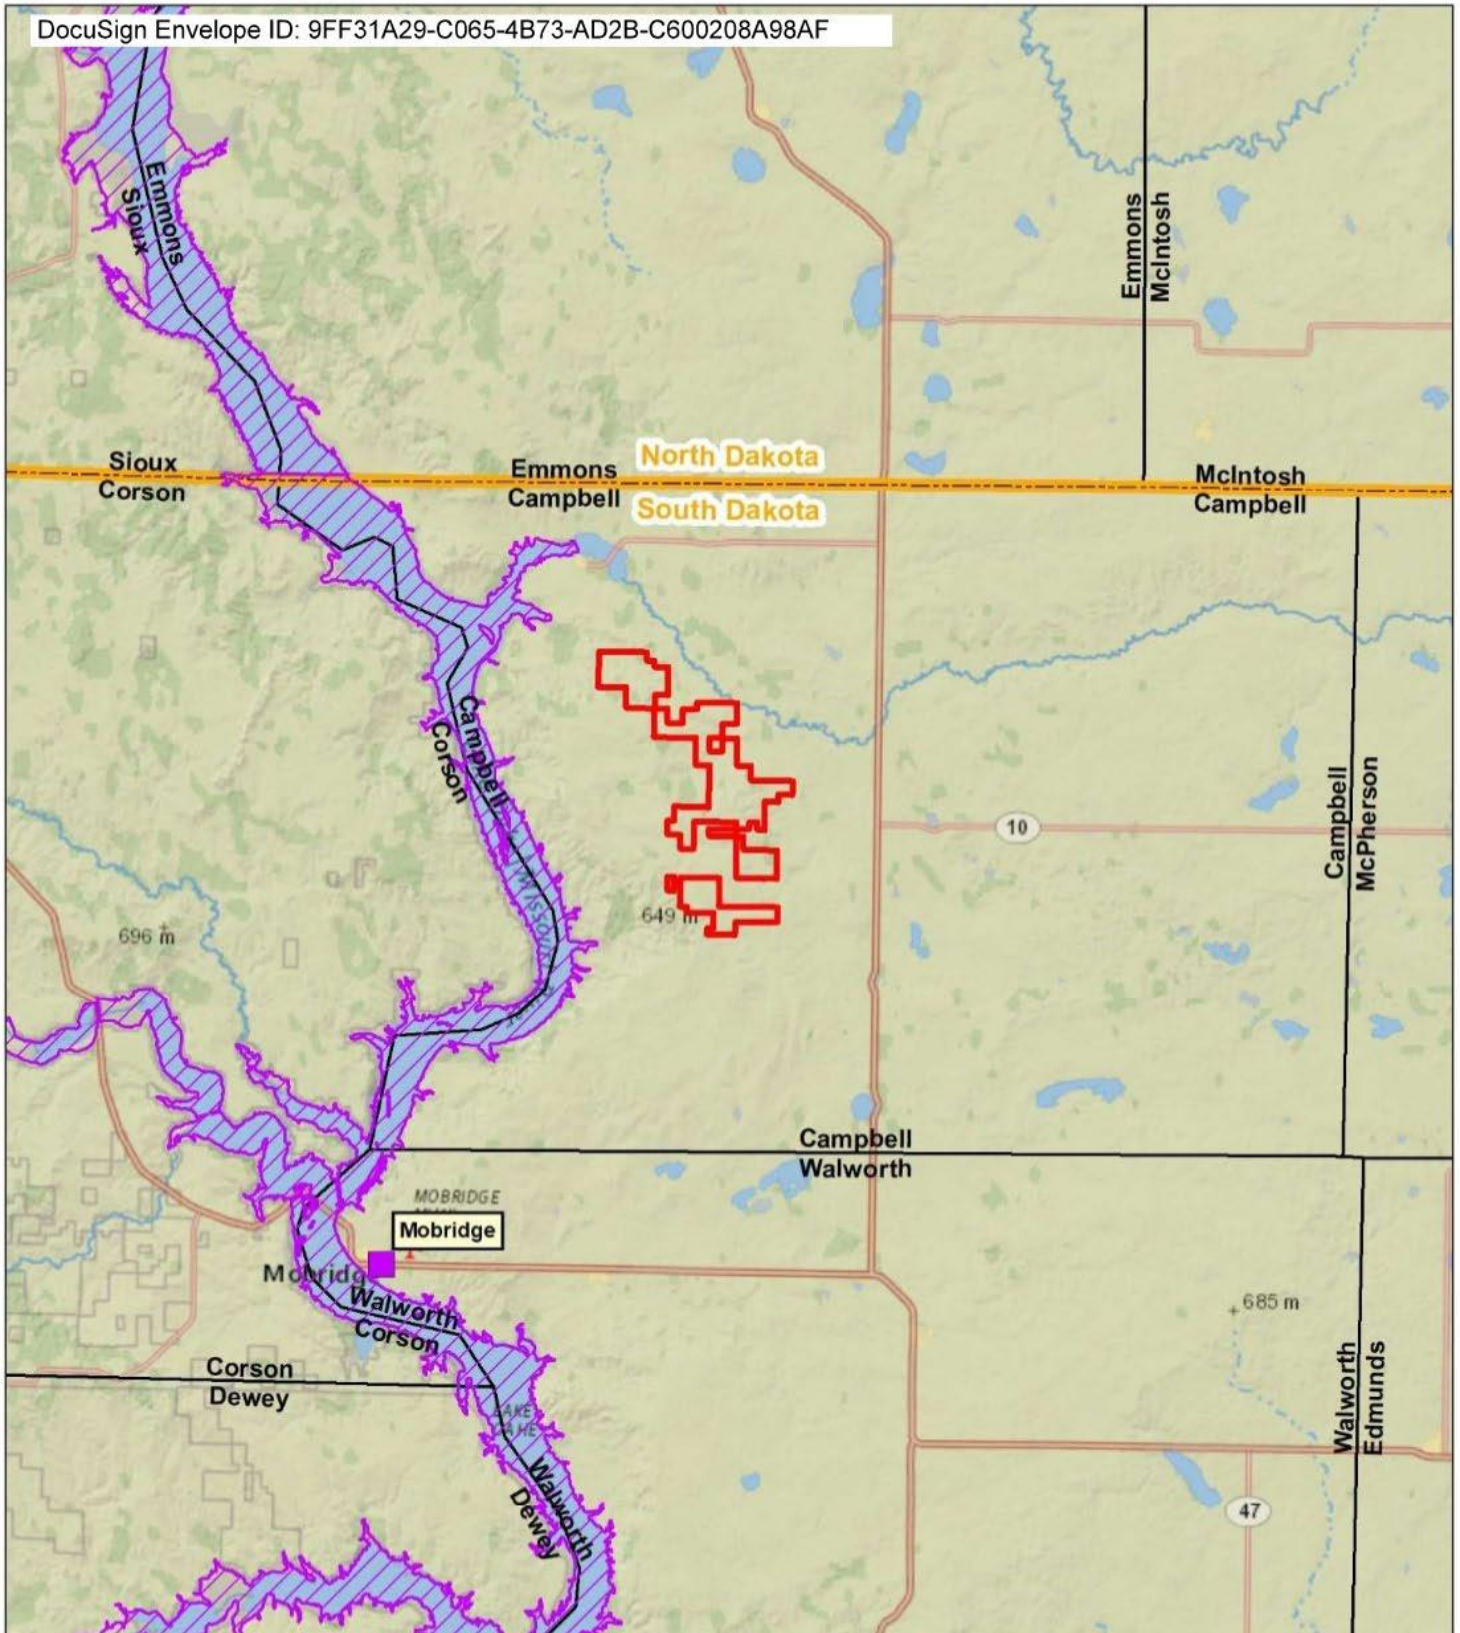 DocuSign Envelope ID: 9FF31A29-C065-4B73-AD2B-C600208A98AF
Emmons
Sioux
Emmons
McIntosh
North Dakota
Sioux
Corson
Emmons
Campbell
McIntosh
Campbell
South Dakota
Campbell
Corson
Campbell
McPherson
10
649 m
696 m
Campbell
Walworth
MOBRIDGE
Mobridge
Mobridg
Walworth
Corson
685 m
Corson
Dewey
Walworth
Edmunds
LAKE
Walworth
Dewey
47